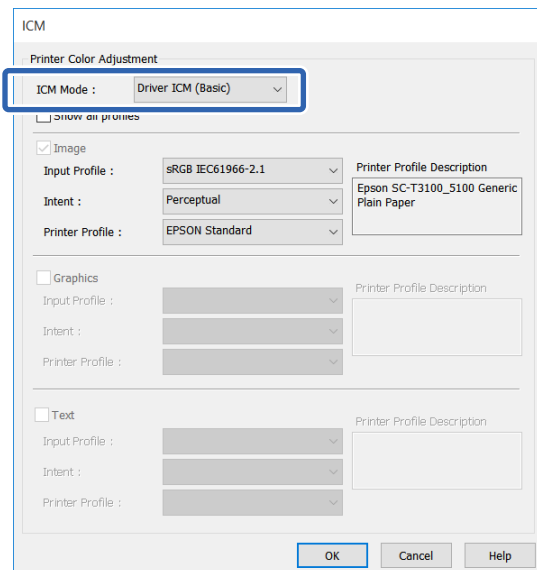 ICM
Printer Color Adjustment
ICM Mode : Driver ICM (Basic)
Show all profiles
Image
Input Profile : sRGB IEC61966-2.1
Printer Profile Description
Intent : Perceptual
Epson SC-T3100_5100 Generic
Plain Paper
Printer Profile : EPSON Standard
Graphics
Printer Profile Description
Input Profile :
Intent :
Printer Profile :
Text
Printer Profile Description
Input Profile :
Intent :
Printer Profile :
OK Cancel Help